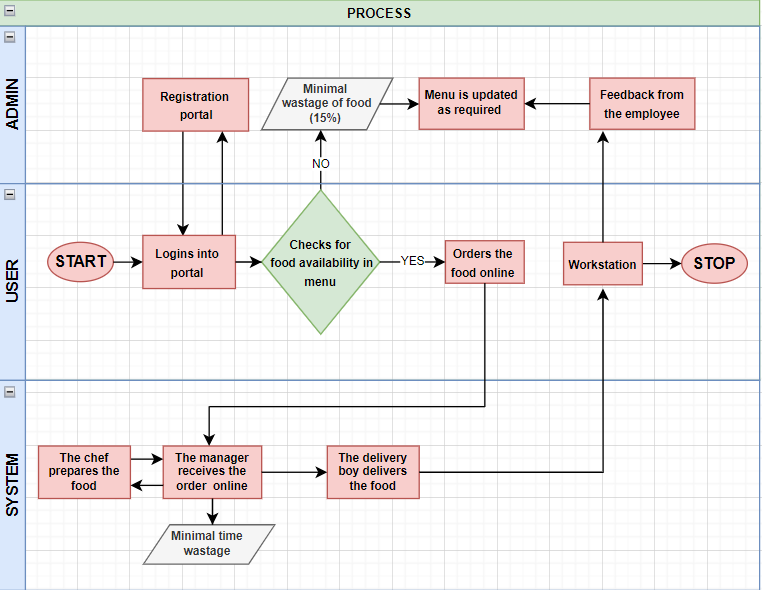 PROCESS
ADMIN
Registration
portal
Minimal
wastage of food
(15%)
Menu is updated
as required
Feedback from
the employee
NO
USER
START
Logins into
portal
Checks for
food availability in
menu
YES
Orders the
food online
Workstation
STOP
SYSTEM
The chef
prepares the
food
The manager
receives the
order online
The delivery
boy delivers
the food
Minimal time
wastage